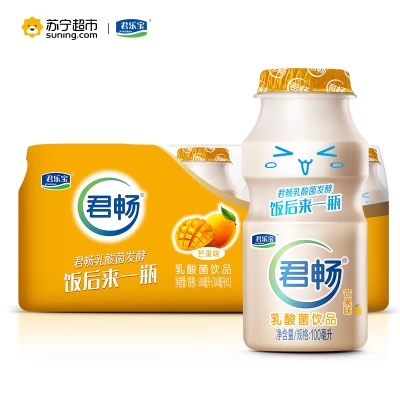 苏宁超市
suning.com
君乐宝
君乐宝
君畅
君畅乳酸菌发酵
饭后来一瓶
芒果味
乳酸菌饮品
君畅乳酸菌发酵
饭后来一瓶
君乐宝
君畅
芒果味
乳酸菌饮品
净含量/规格:100毫升